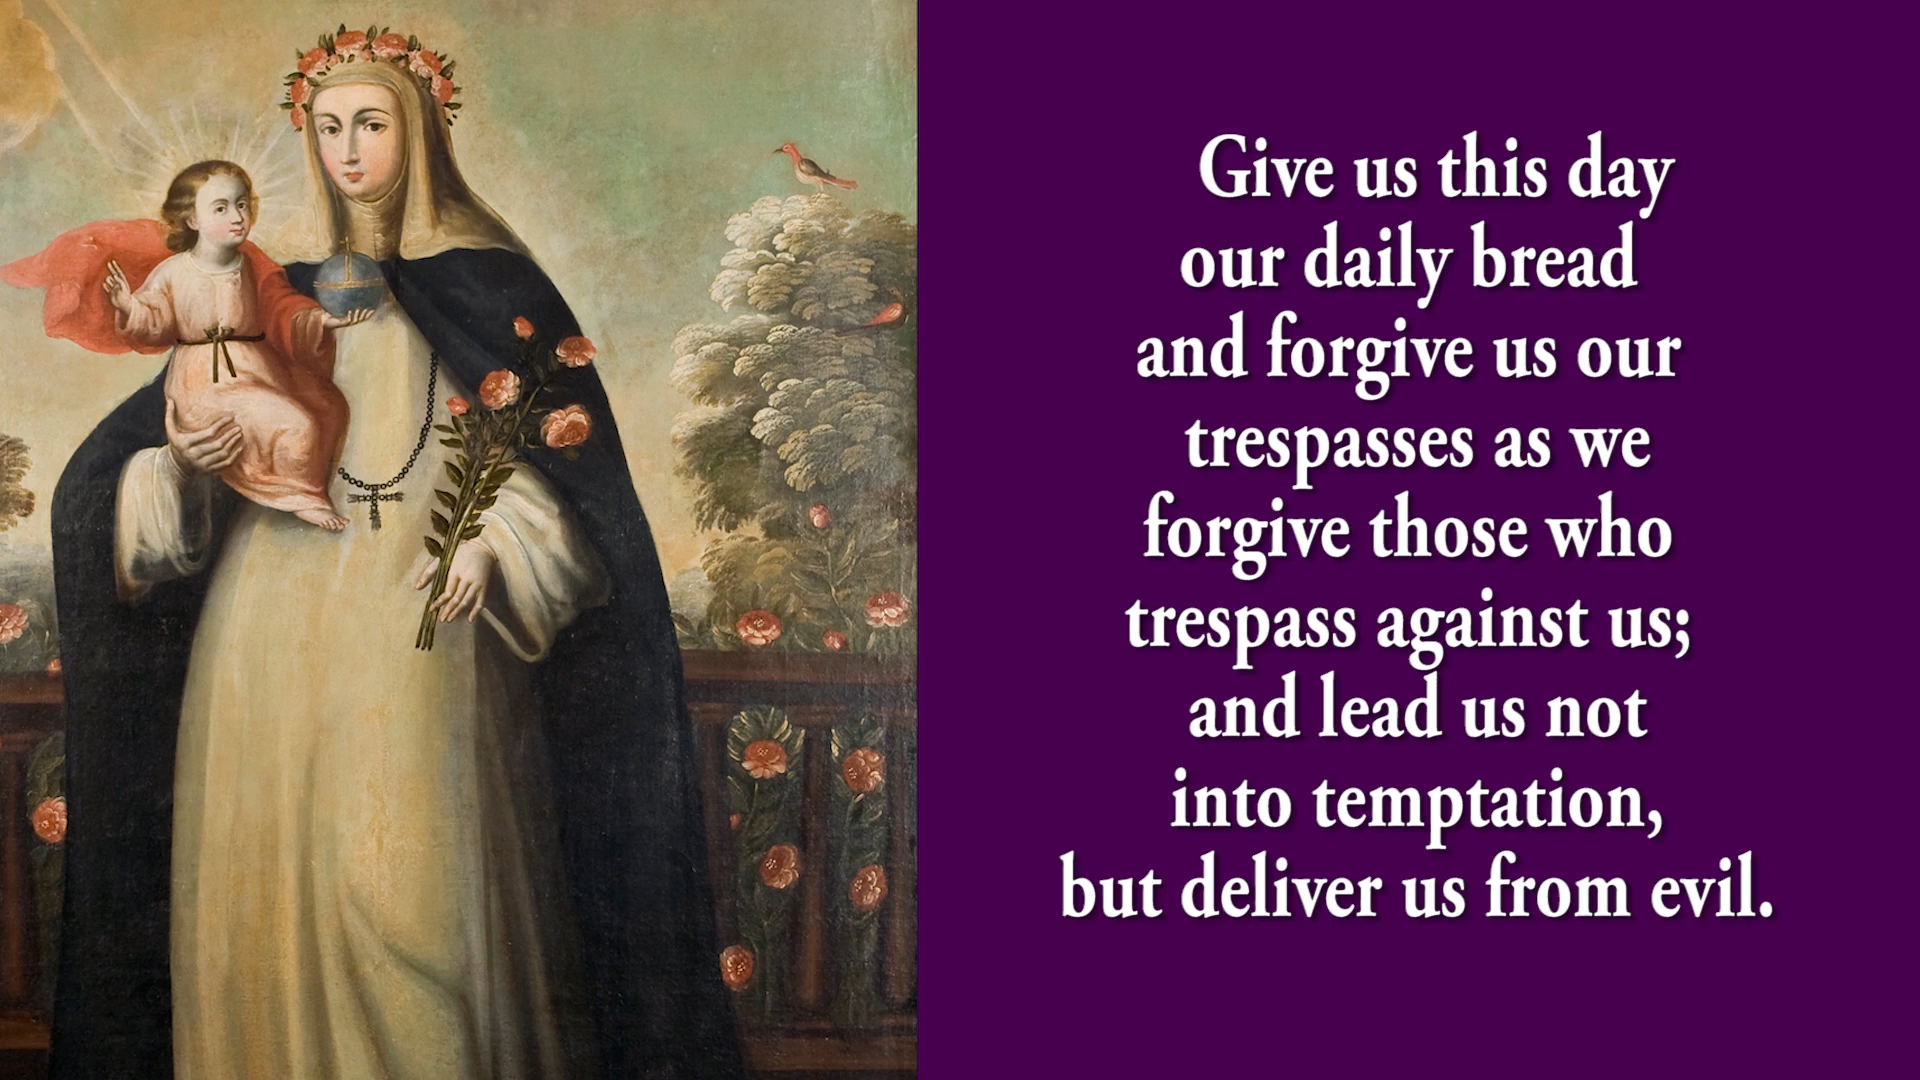 Give us this day
our daily bread
and forgive us our
trespasses as we
forgive those who
trespass against us;
and lead us not
into temptation,
but deliver us from evil.